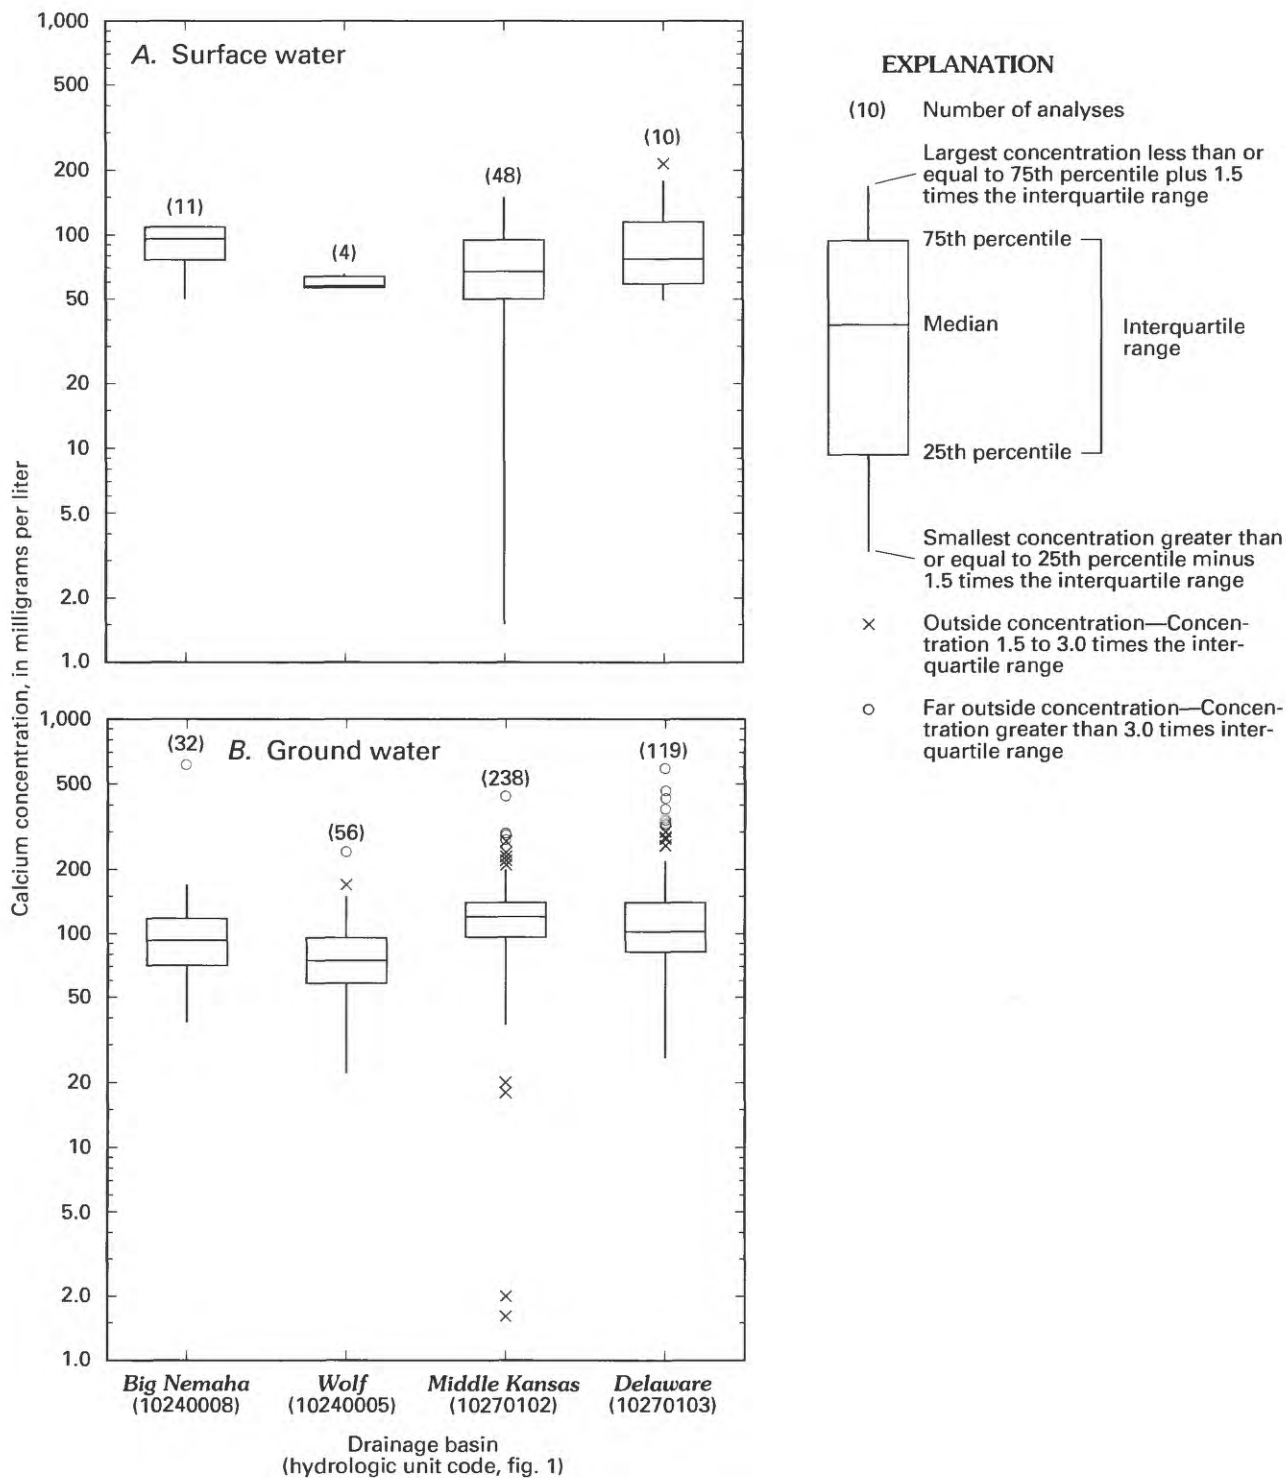 Calcium concentration, in milligrams per liter
1,000
500
200
100
50
20
10
5.0
2.0
1.0
A. Surface water
(11)
(4)
(48)
(10)
1,000
500
200
100
50
20
10
5.0
2.0
1.0
B. Ground water
(32)
(56)
(238)
(119)
Big Nemaha
(10240008)
Wolf
(10240005)
Middle Kansas
(10270102)
Delaware
(10270103)
Drainage basin
(hydrologic unit code, fig. 1)
EXPLANATION
(10) Number of analyses
Largest concentration less than or
equal to 75th percentile plus 1.5
times the interquartile range
75th percentile
Median
Interquartile
range
25th percentile
Smallest concentration greater than
or equal to 25th percentile minus
1.5 times the interquartile range
× Outside concentration—Concen-
tration 1.5 to 3.0 times the inter-
quartile range
○ Far outside concentration—Concen-
tration greater than 3.0 times inter-
quartile range